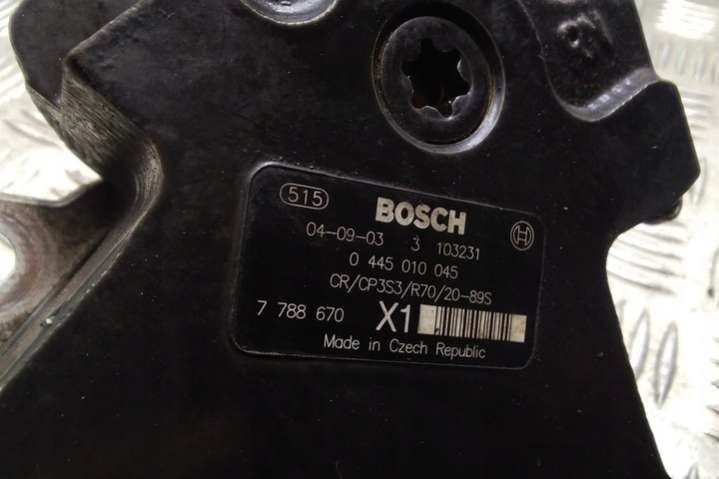 97
515
BOSCH
04-09-03 3 103231
0 445 010 045
CR/CP3S3/R70/20-89S
7 788 670 X1
Made in Czech Republic